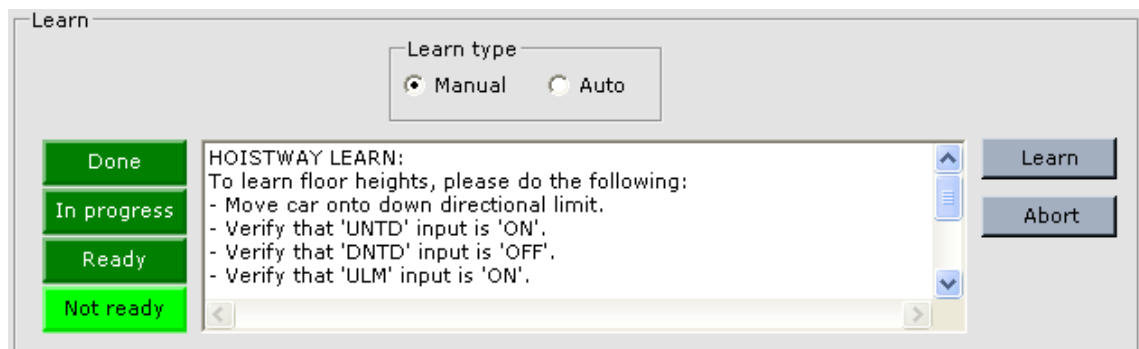 Learn
Learn type
Manual
Auto
Done
In progress
Ready
Not ready
HOISTWAY LEARN:
To learn floor heights, please do the following:
- Move car onto down directional limit.
- Verify that 'UNTD' input is 'ON'.
- Verify that 'DNTD' input is 'OFF'.
- Verify that 'ULM' input is 'ON'.
Learn
Abort